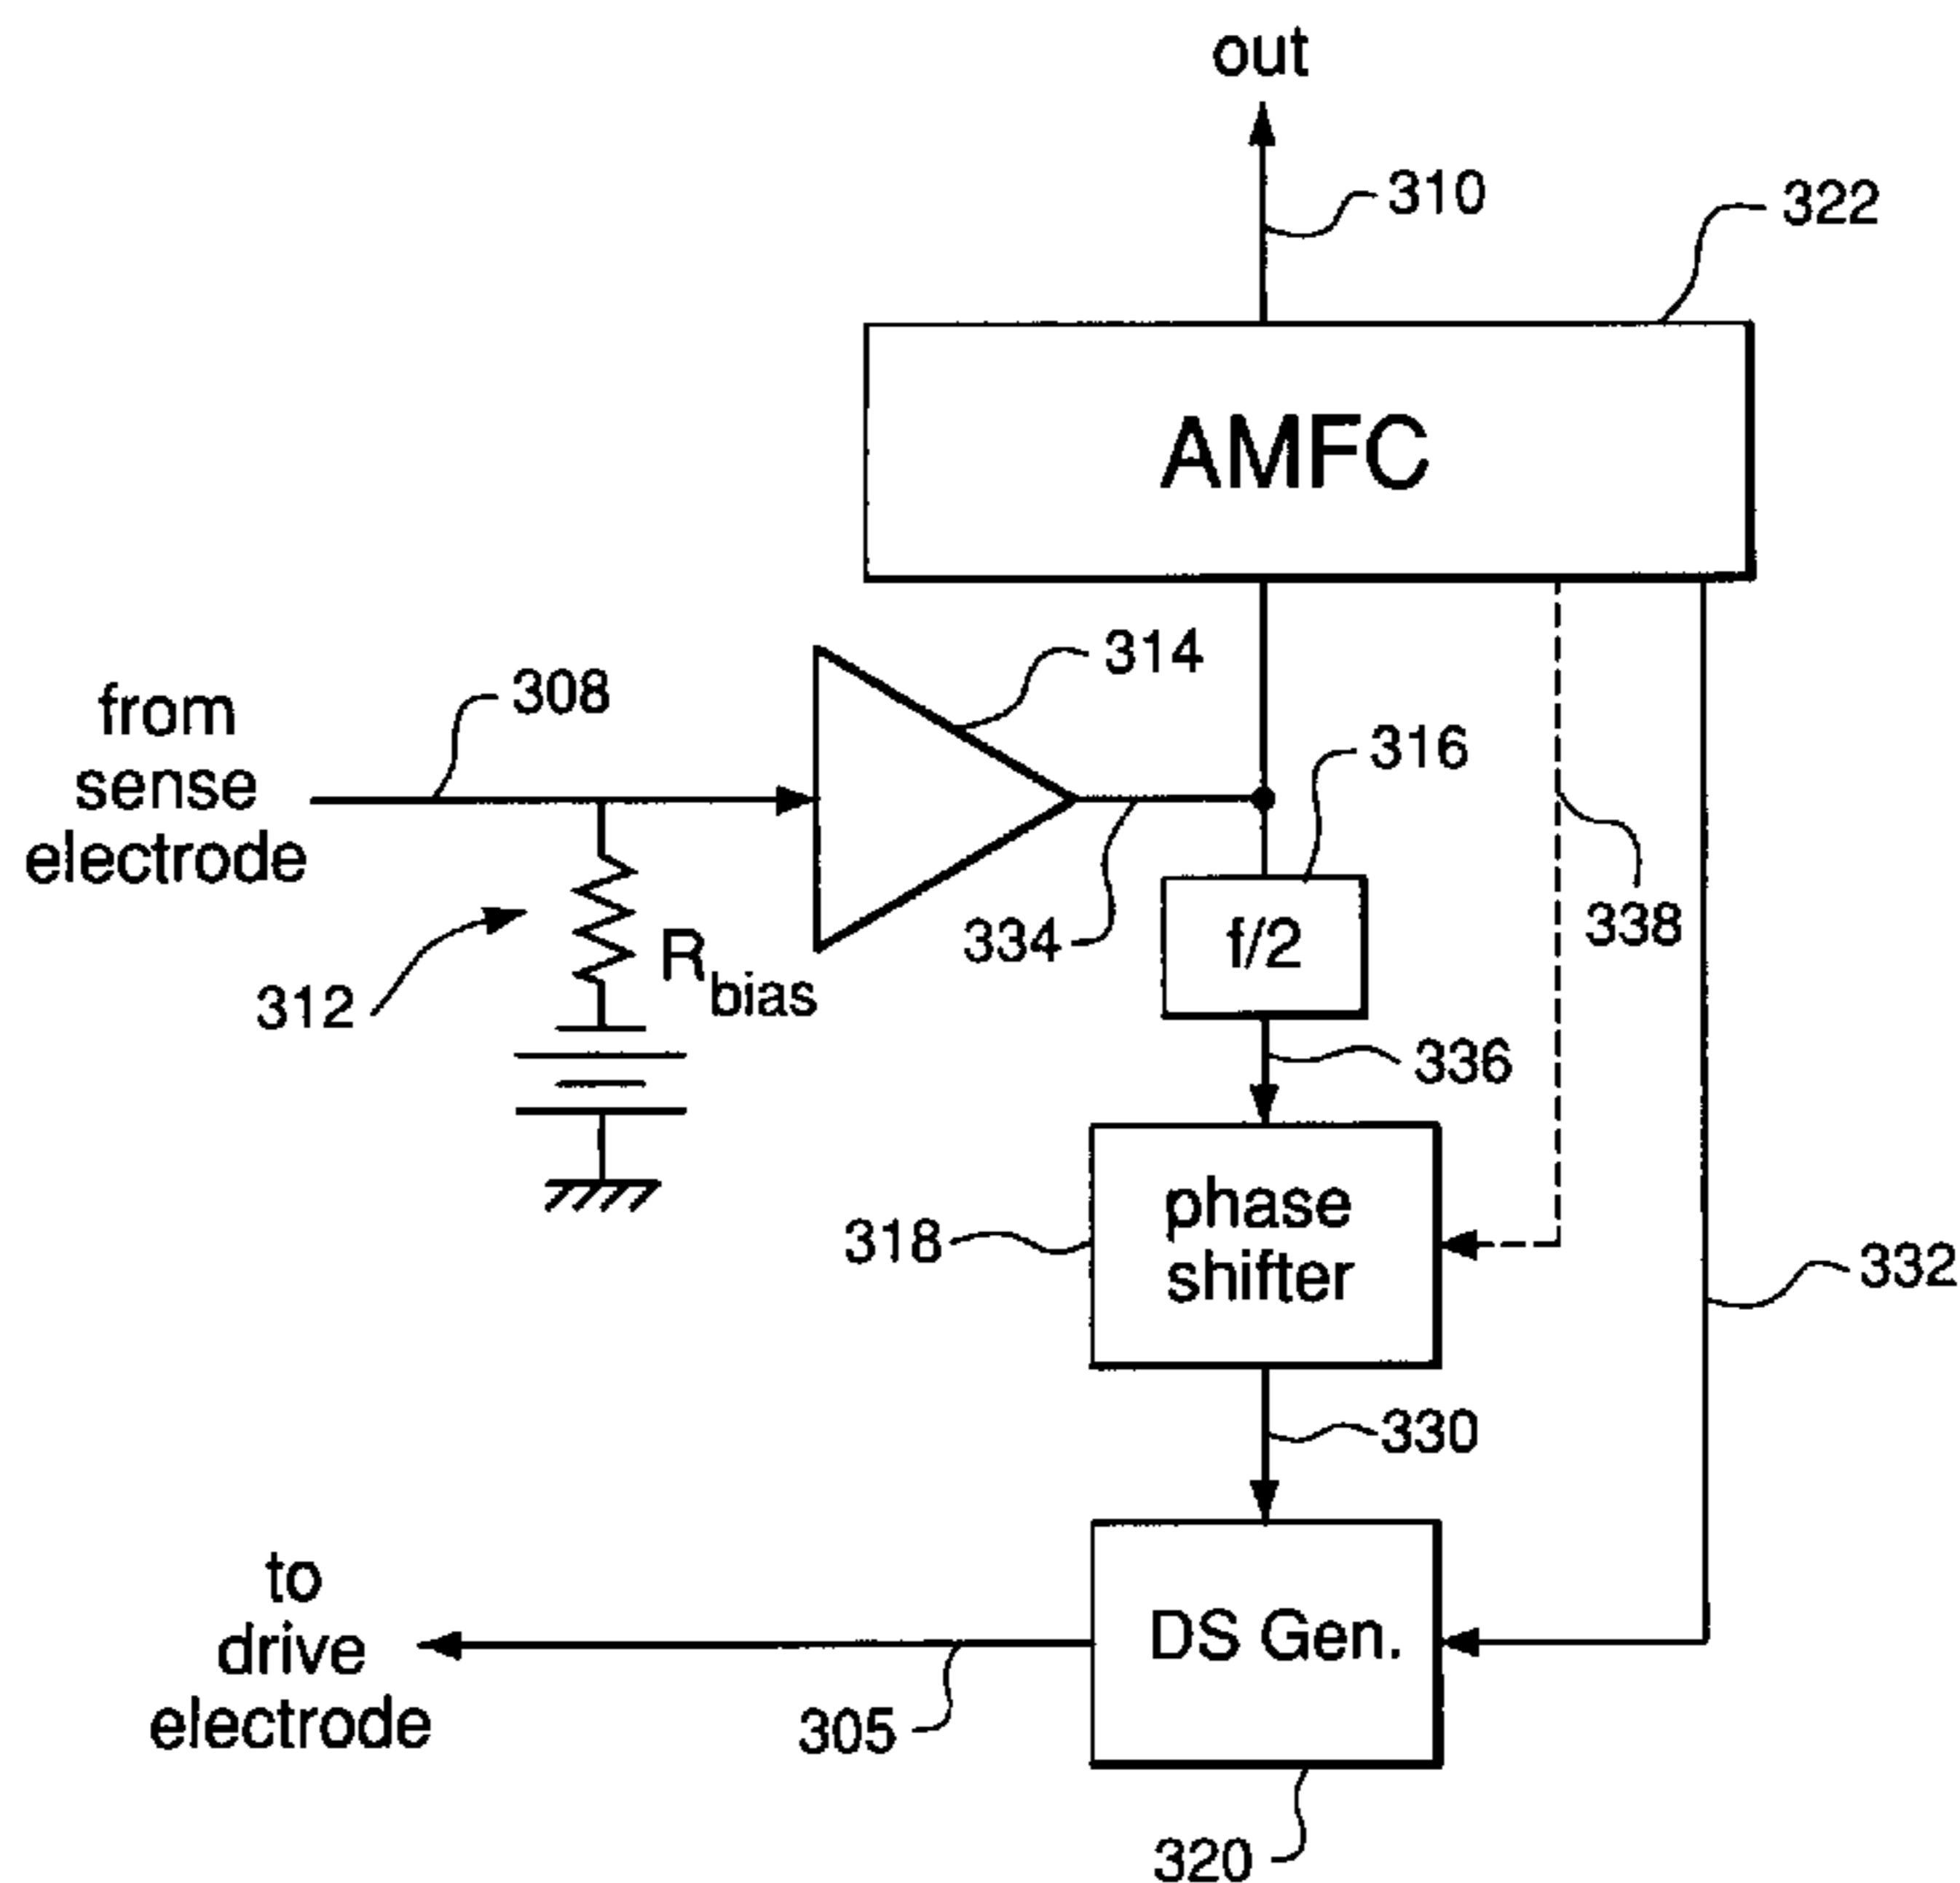 out
310
322
AMFC
314
from
sense
electrode
308
316
334
f/2
338
312
R bias
336
phase
shifter
318
332
330
to
drive
electrode
DS Gen.
305
320